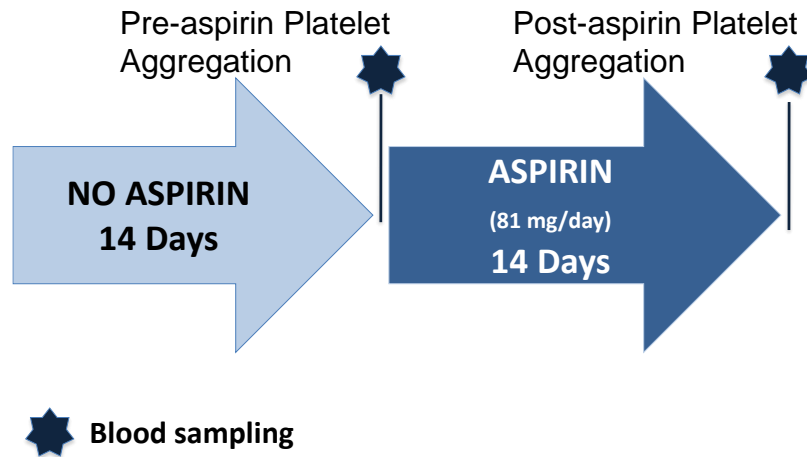 Pre-aspirin Platelet
Aggregation
Post-aspirin Platelet
Aggregation
NO ASPIRIN
14 Days
ASPIRIN
(81 mg/day)
14 Days
Blood sampling